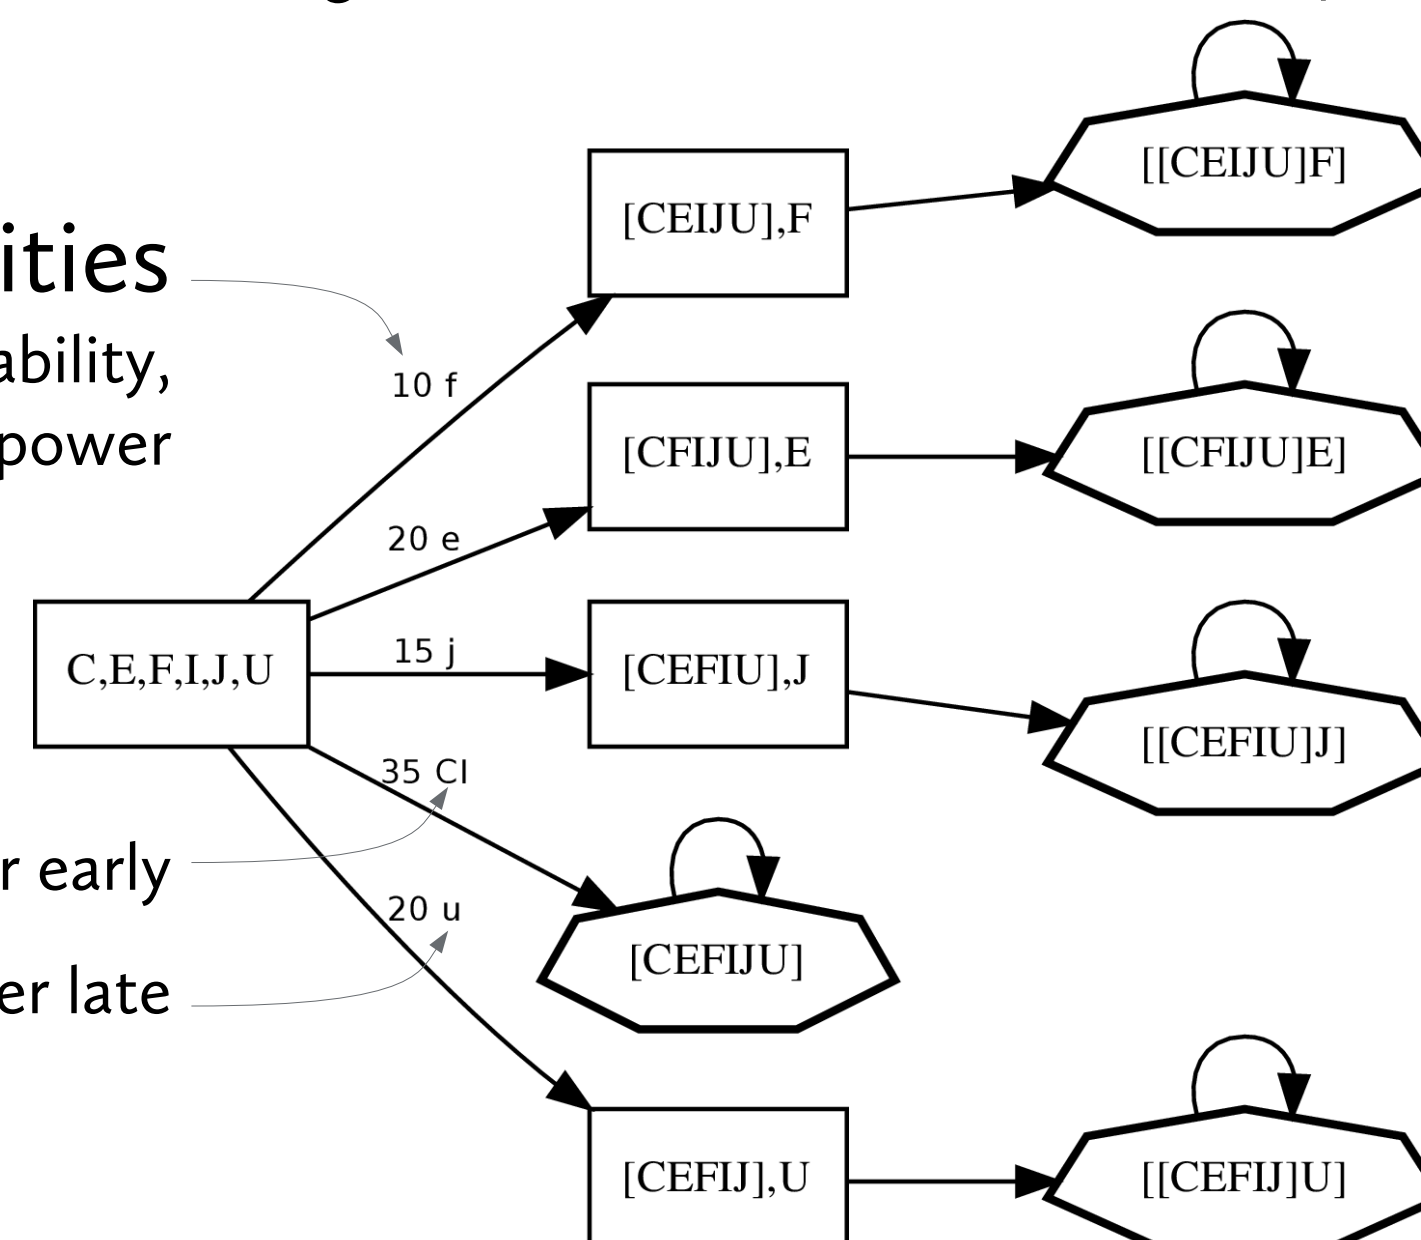 [[CEIJU]F]
[CEIJU],F
ities
ability,
10 f
power
[CFIJU],E
[[CFIJU]E]
20 e
C,E,F,I,J,U
15 j
[CEFIU],J
[[CEFIU]J]
35 CI
r early
20 u
[CEFIJU]
er late
[CEFIJ],U
[[CEFIJ]U]